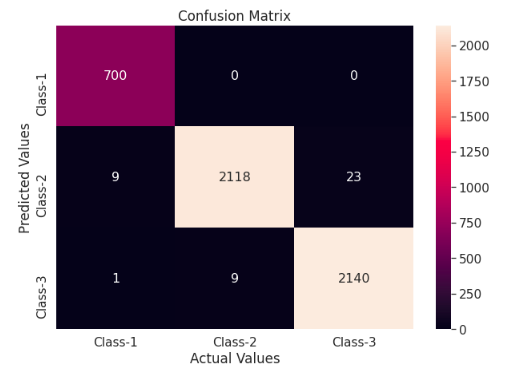 Confusion Matrix
Predicted Values
Class-1
700 0 0
Class-2
9 2118 23
Class-3
1 9 2140
Class-1 Class-2 Class-3
Actual Values
2000
1750
1500
1250
1000
750
500
250
0